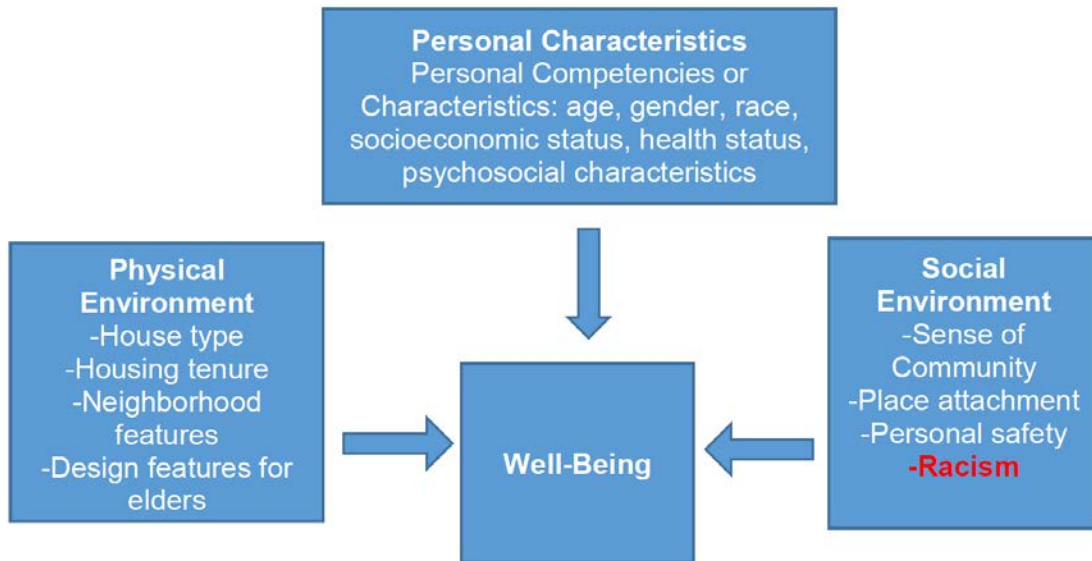 Personal Characteristics
Personal Competencies or
Characteristics: age, gender, race,
socioeconomic status, health status,
psychosocial characteristics
Physical
Environment
-House type
-Housing tenure
-Neighborhood
features
-Design features for
elders
Well-Being
Social
Environment
-Sense of
Community
-Place attachment
-Personal safety
-Racism